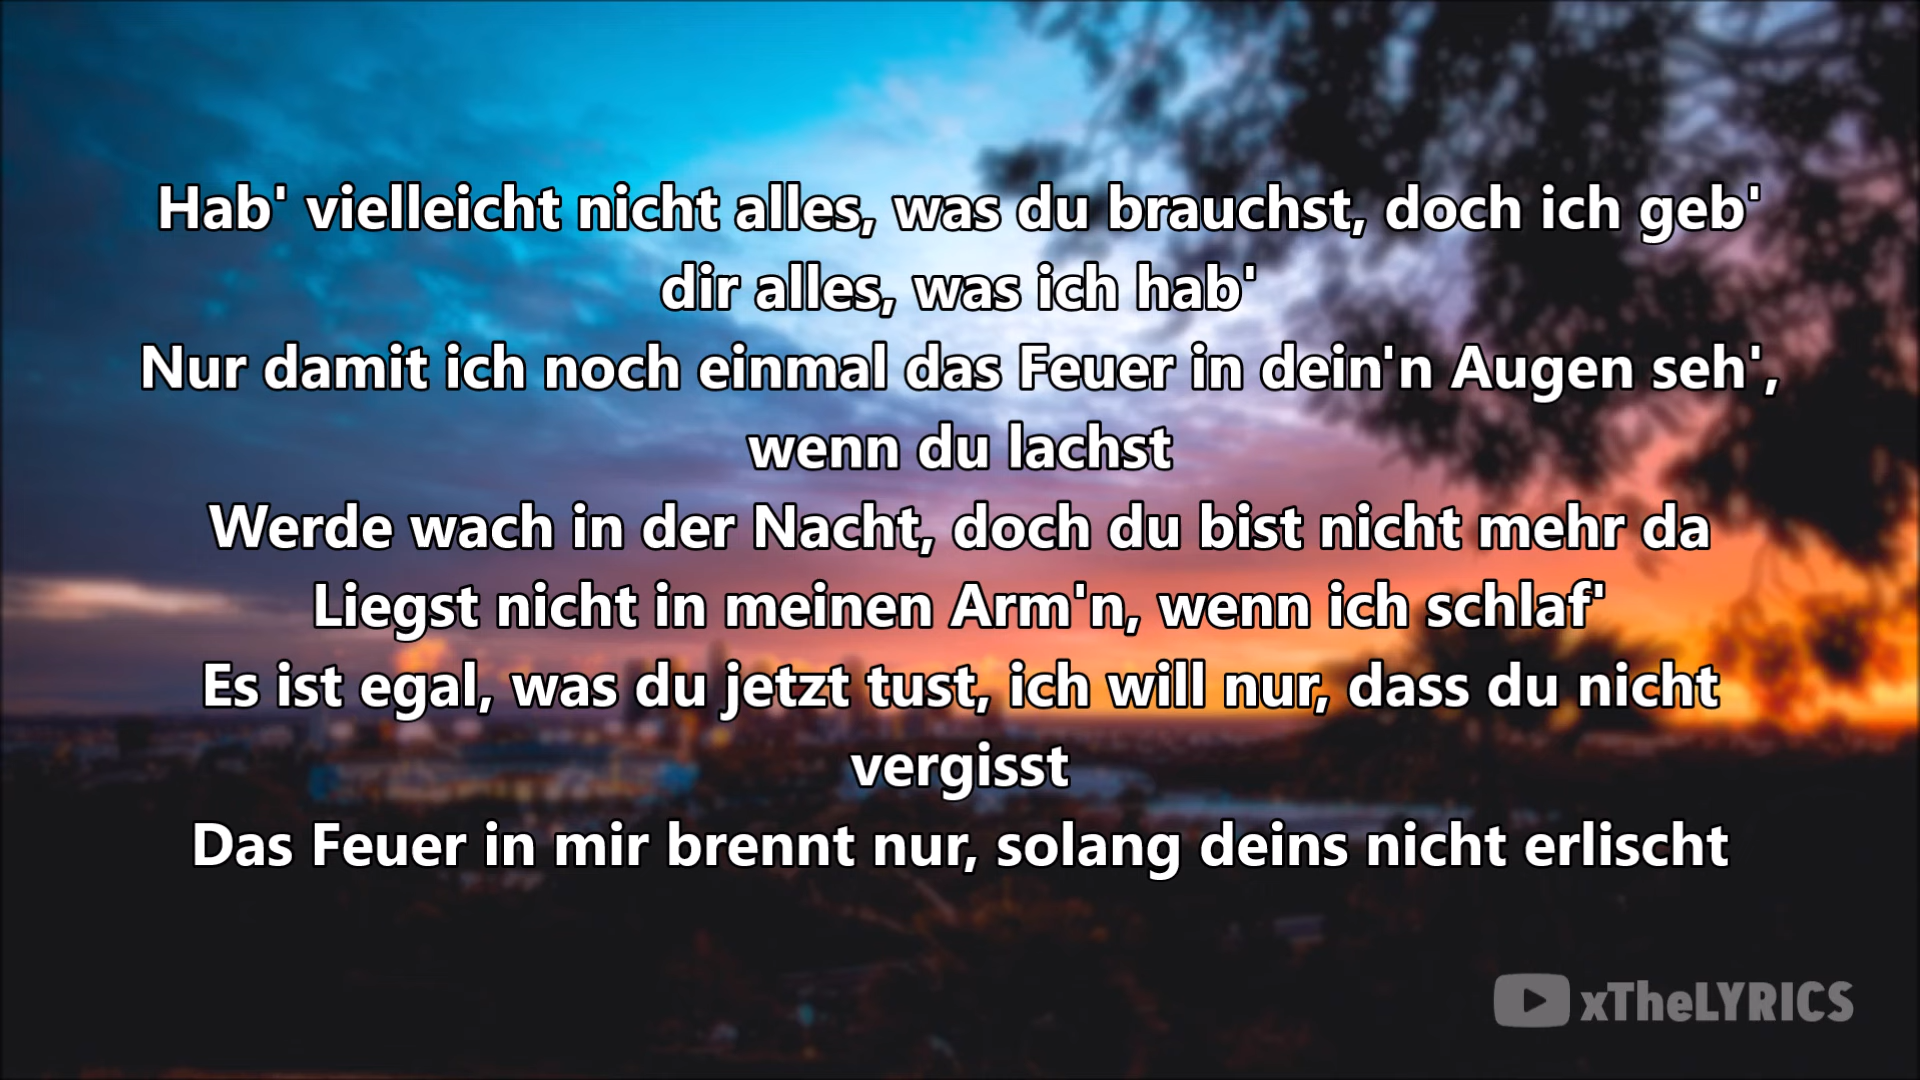 Hab' vielleicht nicht alles, was du brauchst, doch ich geb'
dir alles, was ich hab'
Nur damit ich noch einmal das Feuer in dein'n Augen seh',
wenn du lachst
Werde wach in der Nacht, doch du bist nicht mehr da
Liegst nicht in meinen Arm'n, wenn ich schlaf'
Es ist egal, was du jetzt tust, ich will nur, dass du nicht
vergisst
Das Feuer in mir brennt nur, solang deins nicht erlischt
xTheLYRICS